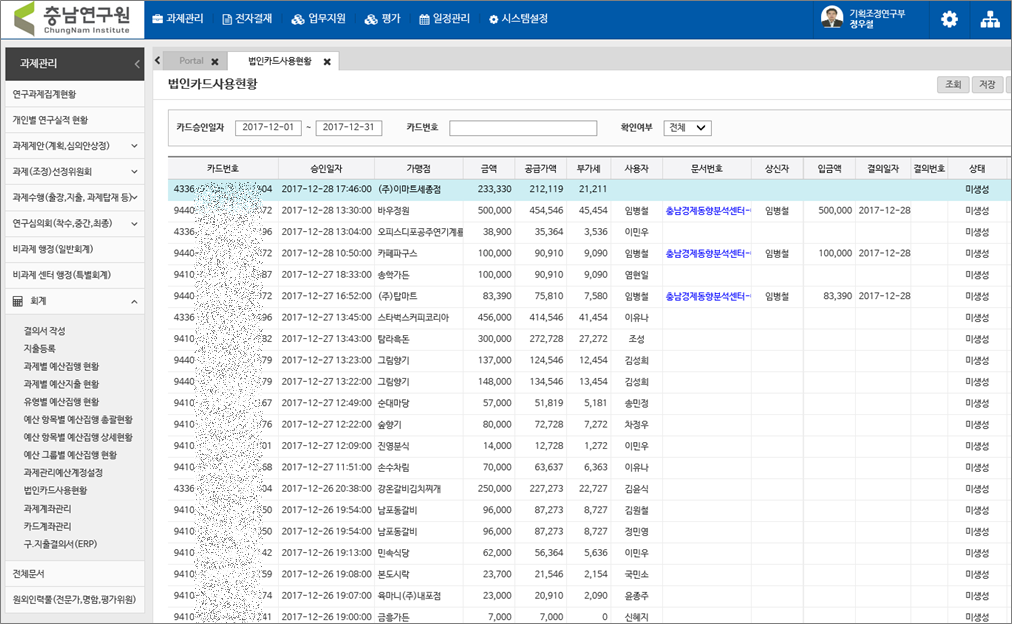 충남연구원
ChungNam Institute
과제관리 전자결재 업무지원 평가 일정관리 시스템설정
기획조정연구부
정우철
과제관리
연구과제집계현황
개인별 연구실적 현황
과제제안(계획,심의안상정)
과제(조정)선정위원회
과제수행(출장,지출, 과제탑재 등)
연구심의회(착수,중간,최종)
비과제 행정(일반회계)
비과제 센터 행정(특별회계)
회계
결의서 작성
지출등록
과제별 예산집행 현황
과제별 예산지출 현황
유형별 예산집행 현황
예산 항목별 예산집행 총괄현황
예산 항목별 예산집행 상세현황
예산 그룹별 예산집행 현황
과제관리예산계정설정
법인카드사용현황
과제계좌관리
카드계좌관리
구.지출결의서(ERP)
전체문서
원외인력풀(전문가,명함,평가위원)
Portal 법인카드사용현황
법인카드사용현황
조회 저장
카드승인일자 2017-12-01 ~ 2017-12-31 카드번호 확인여부 전체
카드번호 승인일자 가맹점 금액 공급가액 부가세 사용자 문서번호 상신자 입금액 결의일자 결의번호 상태
4336 804 2017-12-28 17:46:00 (주)이마트세종점 233,330 212,119 21,211 미생성
9440 072 2017-12-28 13:30:00 바우정원 500,000 454,546 45,454 임병철 충남경제동향분석센터- 임병철 500,000 2017-12-28 미생성
4336 396 2017-12-28 13:04:00 오피스디포공주연기계룡 38,900 35,364 3,536 이민우 미생성
9440 072 2017-12-28 10:50:00 카페파구스 100,000 90,910 9,090 임병철 충남경제동향분석센터- 임병철 100,000 2017-12-28 미생성
9410 87 2017-12-27 18:33:00 송학가든 100,000 90,910 9,090 염현일 미생성
9440 072 2017-12-27 16:52:00 (주)탑마트 83,390 75,810 7,580 임병철 충남경제동향분석센터- 임병철 83,390 2017-12-28 미생성
4336 596 2017-12-27 13:45:00 스타벅스커피코리아 456,000 414,546 41,454 이유나 미생성
9410 82 2017-12-27 13:43:00 탐라흑돈 300,000 272,728 27,272 조성 미생성
9440 79 2017-12-27 13:23:00 그림향기 137,000 124,546 12,454 김성희 미생성
9440 79 2017-12-27 13:22:00 그림향기 148,000 134,546 13,454 김성희 미생성
9410 67 2017-12-27 12:49:00 순대마당 57,000 51,819 5,181 송민정 미생성
9410 76 2017-12-27 12:22:00 숲향기 80,000 72,728 7,272 차정우 미생성
9410 01 2017-12-27 12:09:00 진영분식 14,000 12,728 1,272 이민우 미생성
9410 58 2017-12-27 11:51:00 손수차림 70,000 63,637 6,363 이유나 미생성
4336 04 2017-12-26 20:38:00 강온갈비김치찌개 250,000 227,273 22,727 김윤식 미생성
9410 50 2017-12-26 19:54:00 남포동갈비 96,000 87,273 8,727 김원철 미생성
9410 50 2017-12-26 19:54:00 남포동갈비 96,000 87,273 8,727 정민영 미생성
9410 42 2017-12-26 19:13:00 민속식당 62,000 56,364 5,636 이민우 미생성
9410 59 2017-12-26 19:08:00 본도시락 23,700 21,546 2,154 국민소 미생성
9410 74 2017-12-26 19:07:00 육마니(주)내포점 23,000 20,910 2,090 윤종주 미생성
9410 41 2017-12-26 19:00:00 금흥가든 7,000 7,000 0 신혜지 미생성